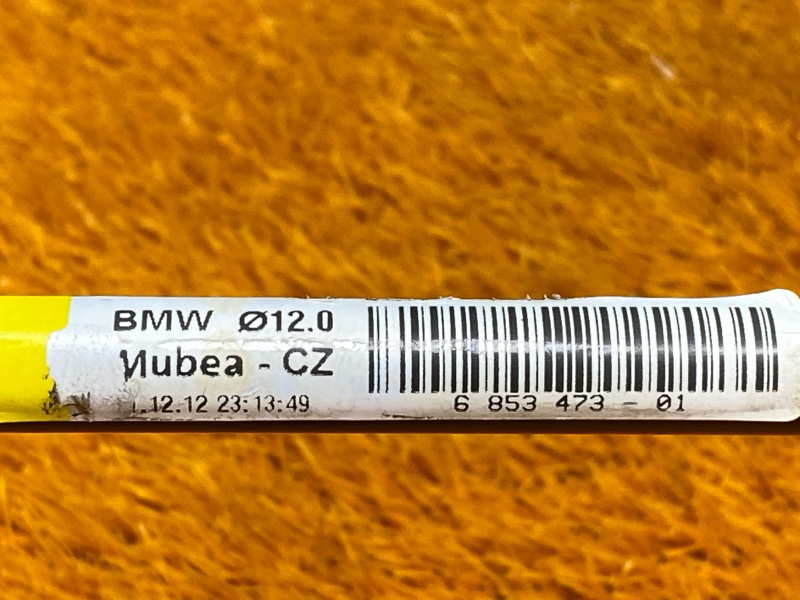 BMW Ø12.0
Mubea - CZ
.12.12 23:13:49
6 853 473 - 01